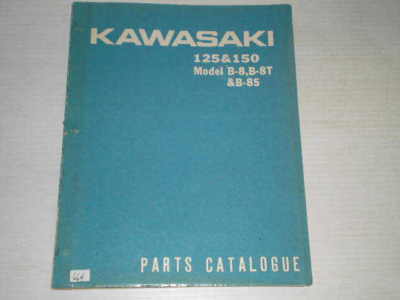 KAWASAKI
125&150
Model B-8,B-8T
&B-8S
PARTS CATALOGUE